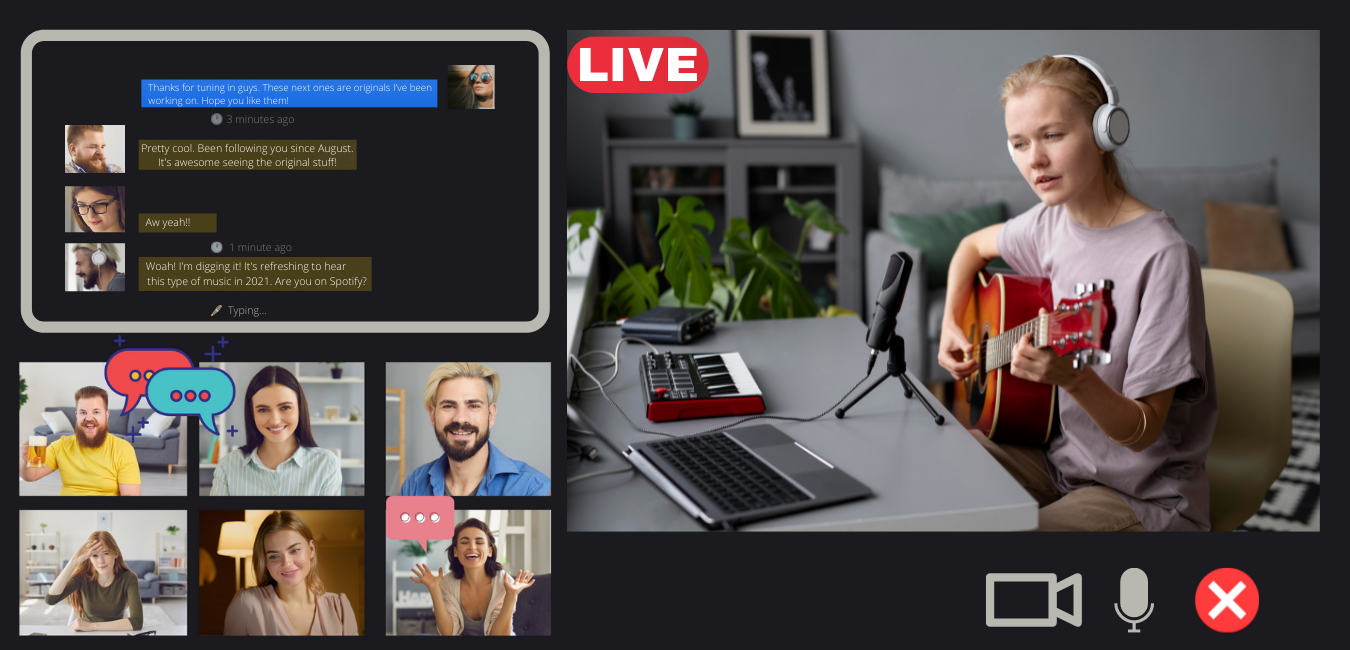 LIVE
Thanks for tuning in guys. These next ones are originals I've been
working on. Hope you like them!
3 minutes ago
Pretty cool. Been following you since August.
It's awesome seeing the original stuff!
Aw yeah!!
1 minute ago
Woah! I'm digging it! It's refreshing to hear
this type of music in 2021. Are you on Spotify?
Typing...